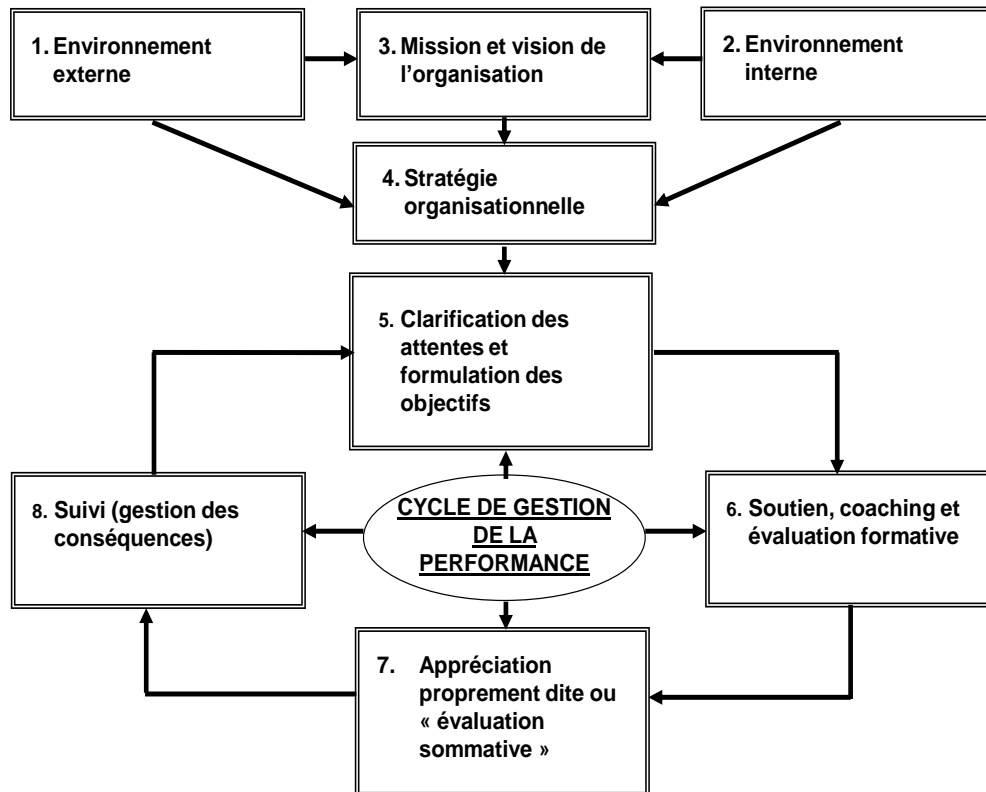 1. Environnement
externe
3. Mission et vision de
l'organisation
2. Environnement
interne
4. Stratégie
organisationnelle
5. Clarification des
attentes et
formulation des
objectifs
8. Suivi (gestion des
conséquences)
CYCLE DE GESTION
DE LA
PERFORMANCE
6. Soutien, coaching et
évaluation formative
7. Appréciation
proprement dite ou
« évaluation
sommative »